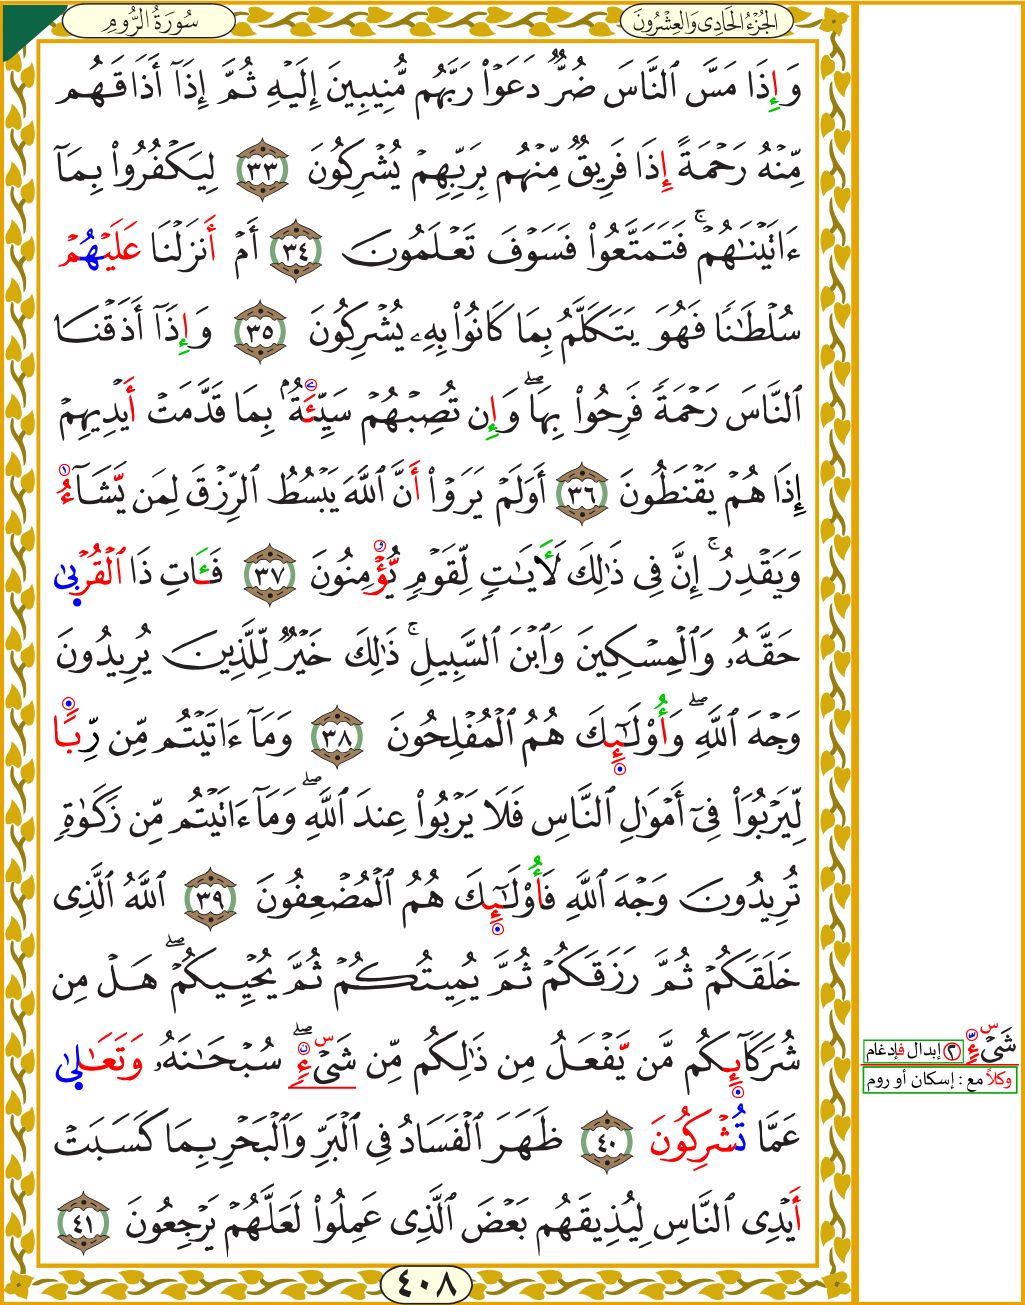 سُورَةُ الرُّومِ
الجُزْءُ الحَادِي وَالعِشْرُونَ
وَإِذَا مَسَّ ٱلنَّاسَ ضُرٌّ دَعَوْاْ رَبَّهُم مُّنِيبِينَ إِلَيْهِ ثُمَّ إِذَآ أَذَاقَهُم
مِّنْهُ رَحْمَةً إِذَا فَرِيقٌ مِّنْهُم بِرَبِّهِمْ يُشْرِكُونَ ٣٣ لِيَكْفُرُواْ بِمَآ
ءَاتَيْنَٰهُمْ ۚ فَتَمَتَّعُواْ فَسَوْفَ تَعْلَمُونَ ٣٤ أَمْ أَنزَلْنَا عَلَيْهُمْ
سُلْطَٰنًا فَهُوَ يَتَكَلَّمُ بِمَا كَانُواْ بِهِۦ يُشْرِكُونَ ٣٥ وَإِذَآ أَذَقْنَا
ٱلنَّاسَ رَحْمَةً فَرِحُواْ بِهَا ۖ وَإِن تُصِبْهُمْ سَيِّئَةٌۢ بِمَا قَدَّمَتْ أَيْدِيهِمْ
إِذَا هُمْ يَقْنَطُونَ ٣٦ أَوَلَمْ يَرَوْاْ أَنَّ ٱللَّهَ يَبْسُطُ ٱلرِّزْقَ لِمَن يَّشَآءُ
وَيَقْدِرُ ۚ إِنَّ فِى ذَٰلِكَ لَأٓيَٰتٍ لِّقَوْمٍ يُّؤْمِنُونَ ٣٧ فَـَٔاتِ ذَا ٱلْقُرْبَىٰ
حَقَّهُۥ وَٱلْمِسْكِينَ وَٱبْنَ ٱلسَّبِيلِ ۚ ذَٰلِكَ خَيْرٌ لِّلَّذِينَ يُرِيدُونَ
وَجْهَ ٱللَّهِ ۖ وَأُوْلَٰٓئِكَ هُمُ ٱلْمُفْلِحُونَ ٣٨ وَمَآ ءَاتَيْتُم مِّن رِّبًا
لِّيَرْبُوَاْ فِىٓ أَمْوَٰلِ ٱلنَّاسِ فَلَا يَرْبُواْ عِندَ ٱللَّهِ ۖ وَمَآ ءَاتَيْتُم مِّن زَكَوٰةٍ
تُرِيدُونَ وَجْهَ ٱللَّهِ فَأُوْلَٰٓئِكَ هُمُ ٱلْمُضْعِفُونَ ٣٩ ٱللَّهُ ٱلَّذِى
خَلَقَكُمْ ثُمَّ رَزَقَكُمْ ثُمَّ يُمِيتُكُمْ ثُمَّ يُحْيِيكُمْ ۖ هَلْ مِن
شُرَكَآئِكُم مَّن يَّفْعَلُ مِن ذَٰلِكُم مِّن شَىْءٍ ۚ سُبْحَٰنَهُۥ وَتَعَٰلَىٰ
عَمَّا تُشْرِكُونَ ٤٠ ظَهَرَ ٱلْفَسَادُ فِى ٱلْبَرِّ وَٱلْبَحْرِ بِمَا كَسَبَتْ
أَيْدِى ٱلنَّاسِ لِيُذِيقَهُم بَعْضَ ٱلَّذِى عَمِلُواْ لَعَلَّهُمْ يَرْجِعُونَ ٤١
شَىْءٍ ٢ إبدال فإدغام
وكلاً مع : إسكان أو روم
٤٠٨